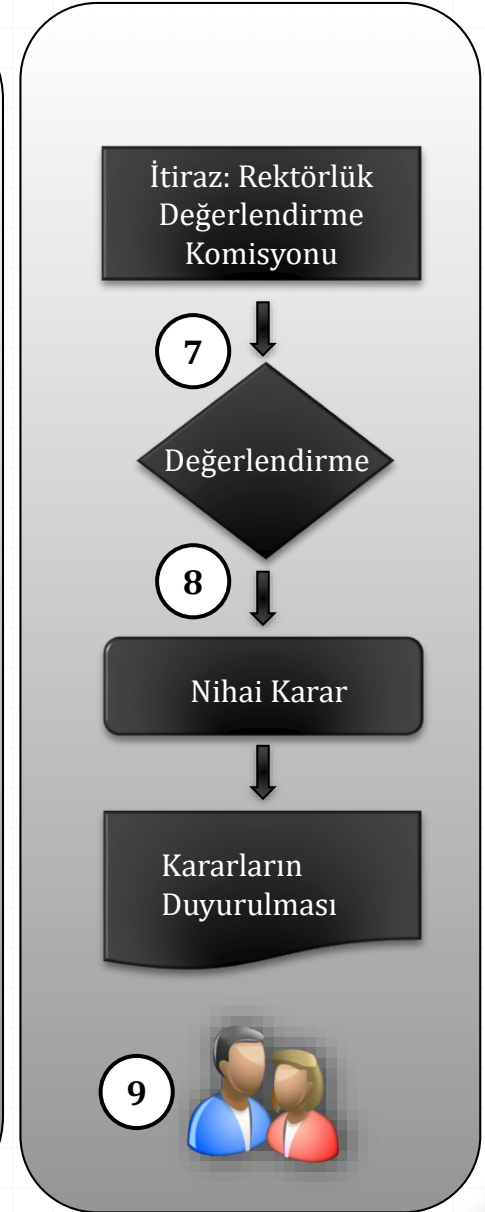 İtiraz: Rektörlük
Değerlendirme
Komisyonu
7
Değerlendirme
8
Nihai Karar
Kararların
Duyurulması
9